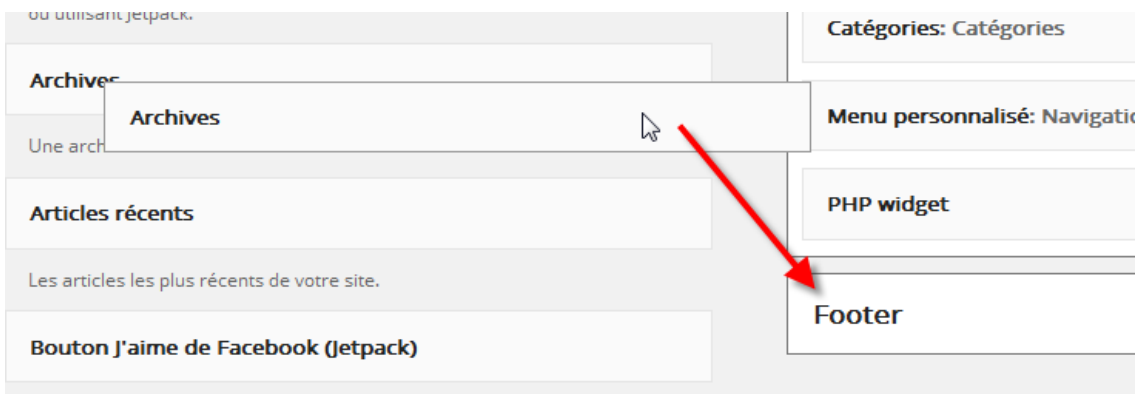 ou utilisant Jetpack.
Archives
Archives
Une arch
Articles récents
Les articles les plus récents de votre site.
Bouton J'aime de Facebook (Jetpack)
Catégories: Catégories
Menu personnalisé: Navigatio
PHP widget
Footer